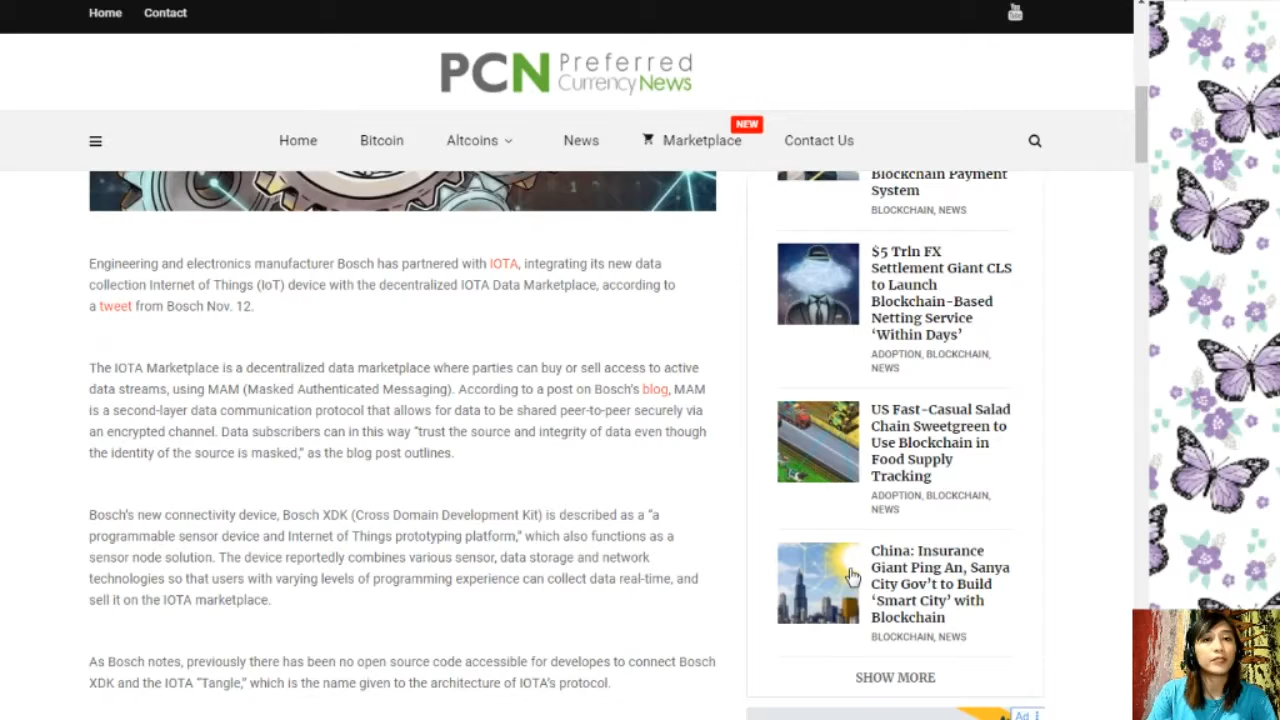 Home Contact
You Tube
PCN Preferred Currency News
Home Bitcoin Altcoins News Marketplace NEW Contact Us
Engineering and electronics manufacturer Bosch has partnered with IOTA, integrating its new data
collection Internet of Things (IoT) device with the decentralized IOTA Data Marketplace, according to
a tweet from Bosch Nov. 12.
The IOTA Marketplace is a decentralized data marketplace where parties can buy or sell access to active
data streams, using MAM (Masked Authenticated Messaging). According to a post on Bosch's blog, MAM
is a second-layer data communication protocol that allows for data to be shared peer-to-peer securely via
an encrypted channel. Data subscribers can in this way “trust the source and integrity of data even though
the identity of the source is masked,” as the blog post outlines.
Bosch's new connectivity device, Bosch XDK (Cross Domain Development Kit) is described as a “a
programmable sensor device and Internet of Things prototyping platform,” which also functions as a
sensor node solution. The device reportedly combines various sensor, data storage and network
technologies so that users with varying levels of programming experience can collect data real-time, and
sell it on the IOTA marketplace.
As Bosch notes, previously there has been no open source code accessible for developes to connect Bosch
XDK and the IOTA “Tangle,” which is the name given to the architecture of IOTA's protocol.
Blockchain Payment
System
BLOCKCHAIN, NEWS
$5 Trln FX
Settlement Giant CLS
to Launch
Blockchain-Based
Netting Service
‘Within Days’
ADOPTION, BLOCKCHAIN,
NEWS
US Fast-Casual Salad
Chain Sweetgreen to
Use Blockchain in
Food Supply
Tracking
ADOPTION, BLOCKCHAIN,
NEWS
China: Insurance
Giant Ping An, Sanya
City Gov't to Build
‘Smart City’ with
Blockchain
BLOCKCHAIN, NEWS
SHOW MORE
Ad